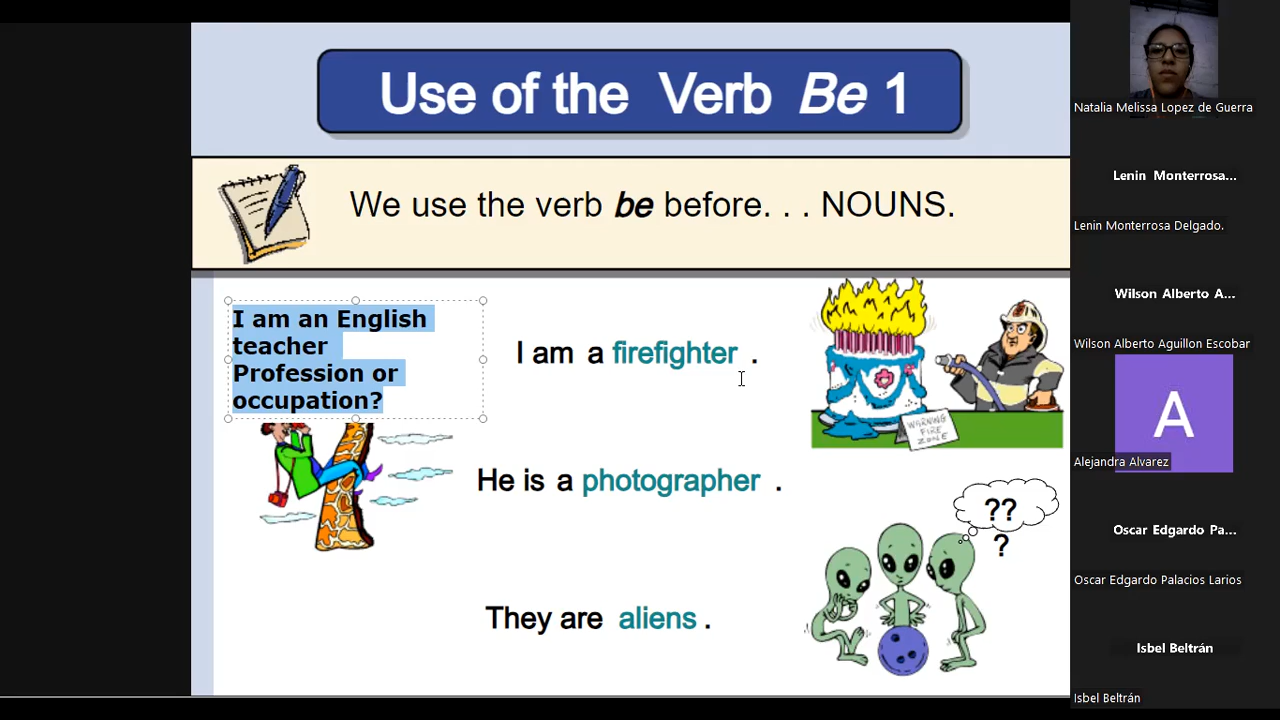 Use of the Verb Be 1
We use the verb be before. . . NOUNS.
I am an English
teacher
Profession or
occupation?
I am a firefighter .
WARNING
FIRE
ZONE
He is a photographer .
??
?
They are aliens .
Natalia Melissa Lopez de Guerra
Lenin Monterrosa...
Lenin Monterrosa Delgado.
Wilson Alberto A...
Wilson Alberto Aguillon Escobar
A
Alejandra Alvarez
Oscar Edgardo Pa...
Oscar Edgardo Palacios Larios
Isbel Beltrán
Isbel Beltrán